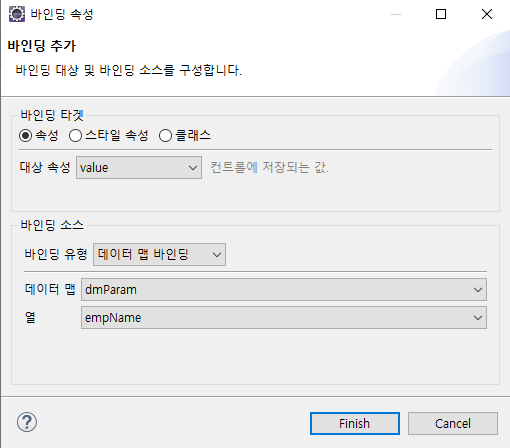 바인딩 속성
바인딩 추가
바인딩 대상 및 바인딩 소스를 구성합니다.
바인딩 타겟
속성 스타일 속성 클래스
대상 속성 value 컨트롤에 저장되는 값.
바인딩 소스
바인딩 유형 데이터 맵 바인딩
데이터 맵 dmParam
열 empName
? Finish Cancel